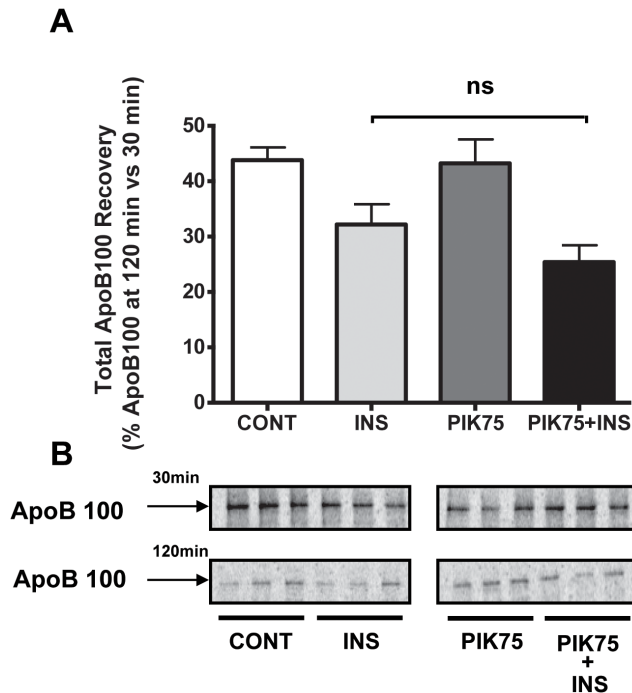 A
ns
Total ApoB100 Recovery
(% ApoB100 at 120 min vs 30 min)
50
40
30
20
10
0
CONT INS PIK75 PIK75+INS
B
30min
ApoB 100
120min
ApoB 100
CONT INS PIK75 PIK75
+
INS